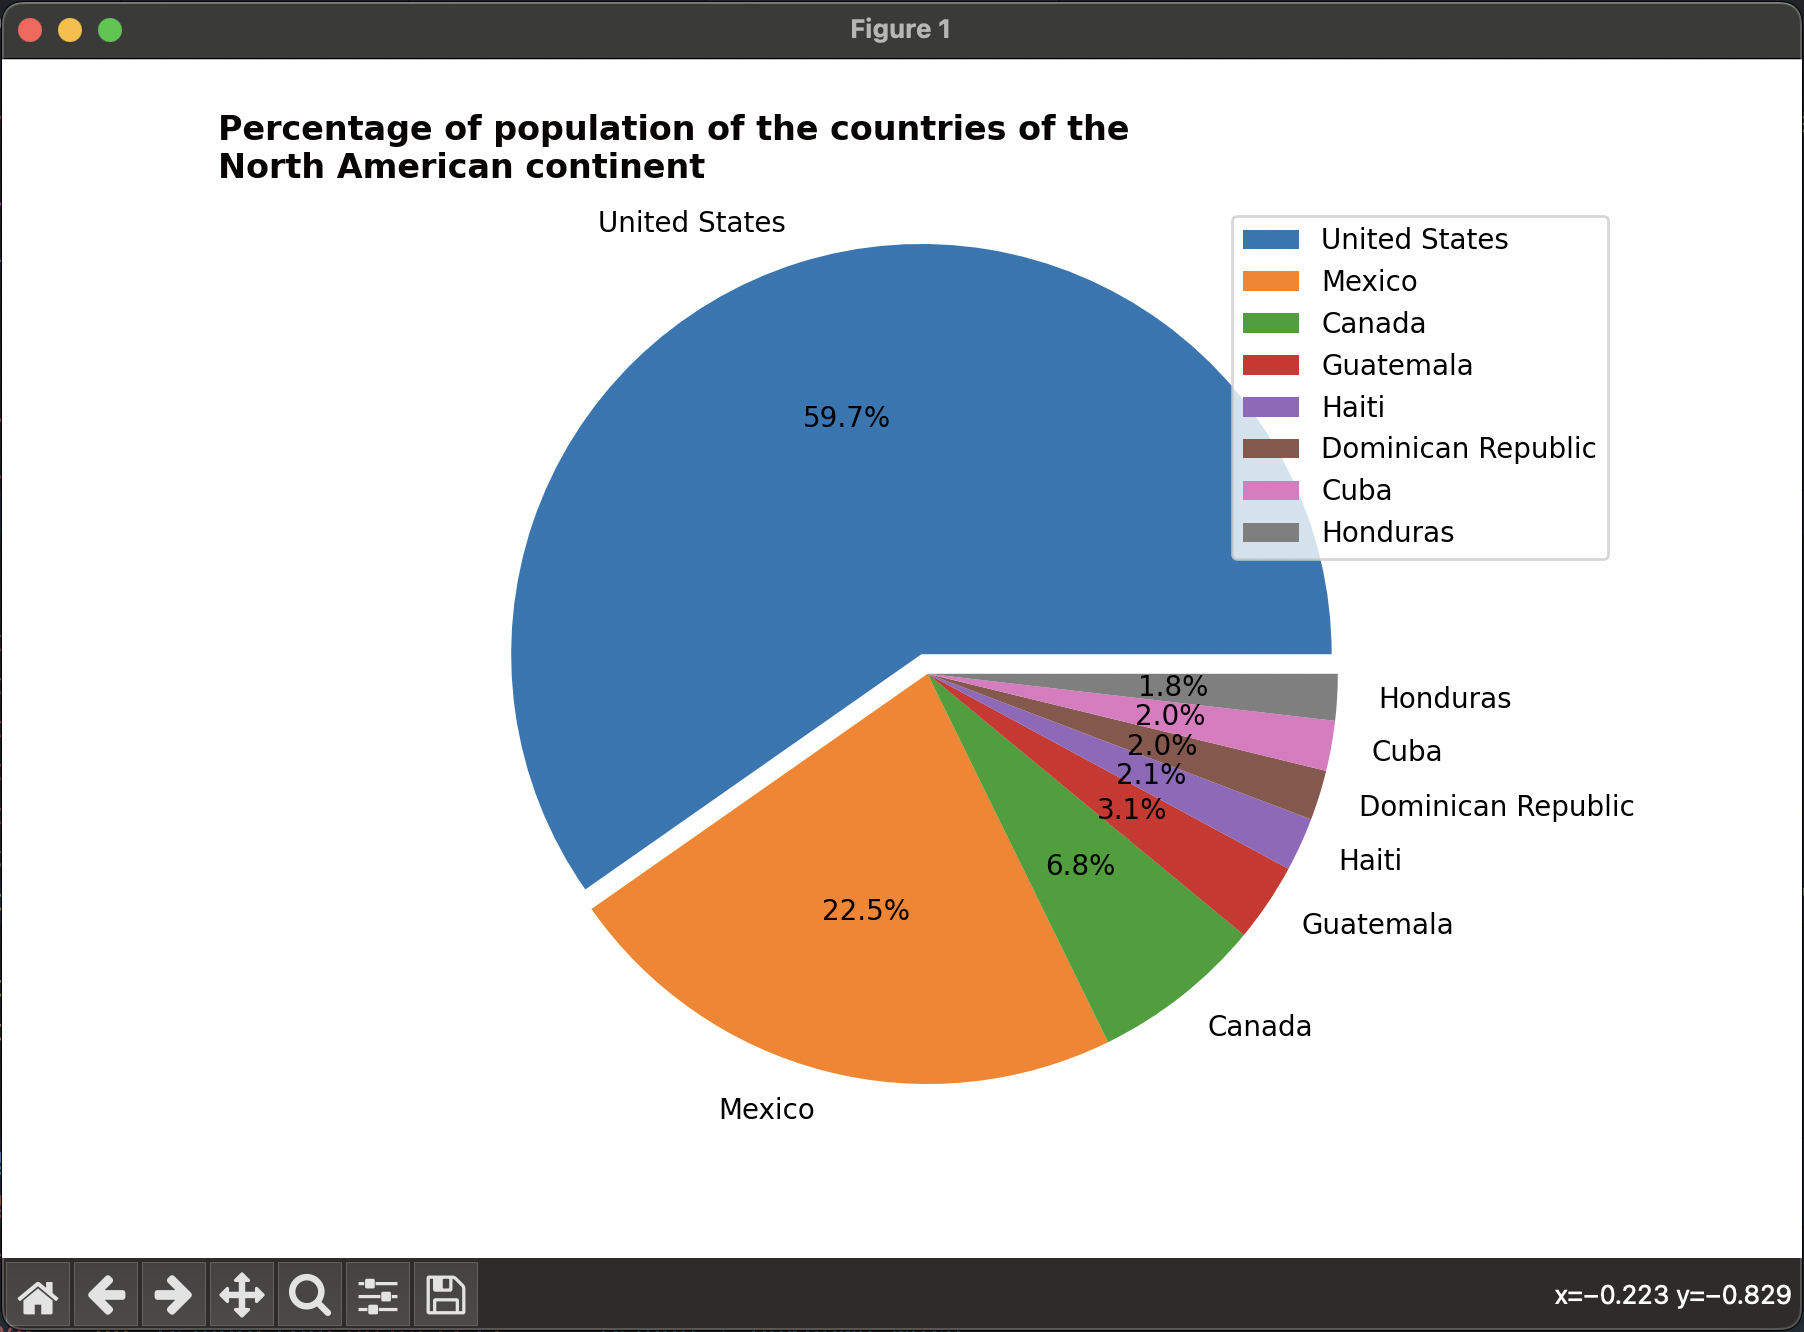 Figure 1
Percentage of population of the countries of the
North American continent
United States
United States
Mexico
Canada
Guatemala
Haiti
Dominican Republic
Cuba
Honduras
59.7%
1.8%
Honduras
2.0%
Cuba
2.0%
Dominican Republic
2.1%
Haiti
3.1%
Guatemala
6.8%
Canada
22.5%
Mexico
x=−0.223 y=−0.829